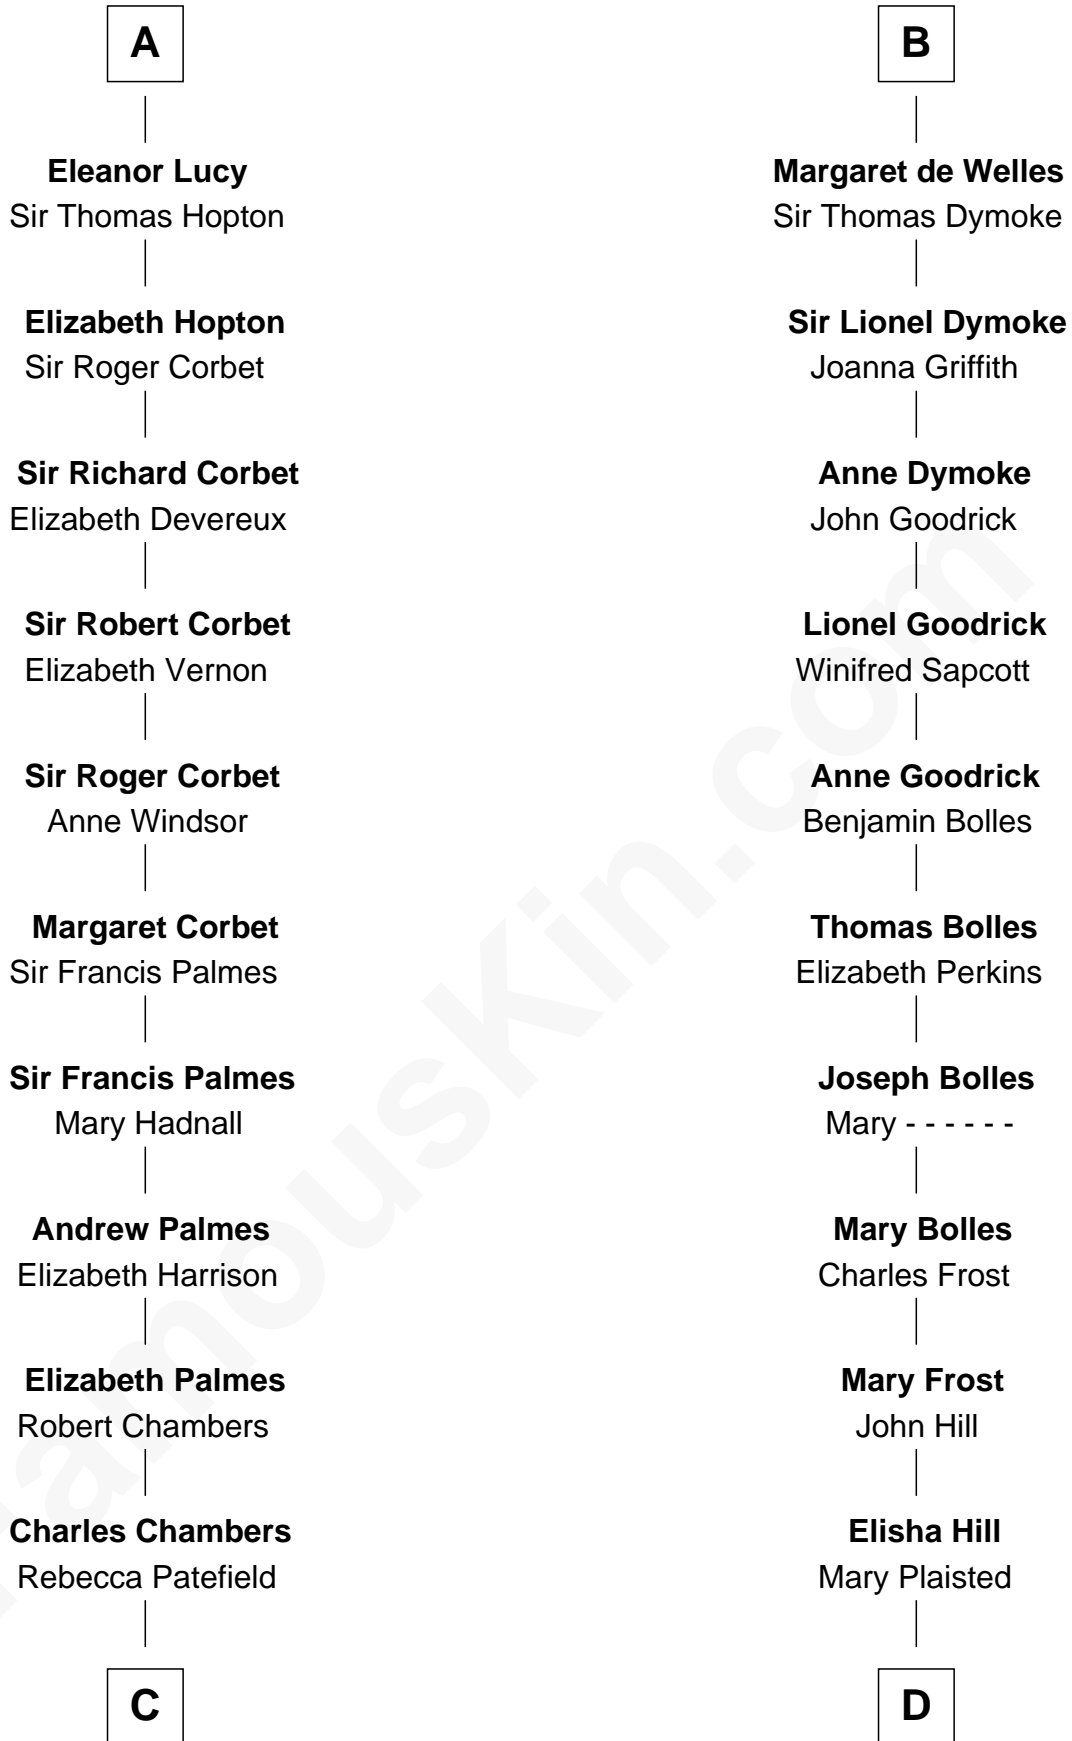 A
Eleanor Lucy
Sir Thomas Hopton
Elizabeth Hopton
Sir Roger Corbet
Sir Richard Corbet
Elizabeth Devereux
Sir Robert Corbet
Elizabeth Vernon
Sir Roger Corbet
Anne Windsor
Margaret Corbet
Sir Francis Palmes
Sir Francis Palmes
Mary Hadnall
Andrew Palmes
Elizabeth Harrison
Elizabeth Palmes
Robert Chambers
Charles Chambers
Rebecca Patefield
C
B
Margaret de Welles
Sir Thomas Dymoke
Sir Lionel Dymoke
Joanna Griffith
Anne Dymoke
John Goodrick
Lionel Goodrick
Winifred Sapcott
Anne Goodrick
Benjamin Bolles
Thomas Bolles
Elizabeth Perkins
Joseph Bolles
Mary - - - - - -
Mary Bolles
Charles Frost
Mary Frost
John Hill
Elisha Hill
Mary Plaisted
D
FamousKin.com